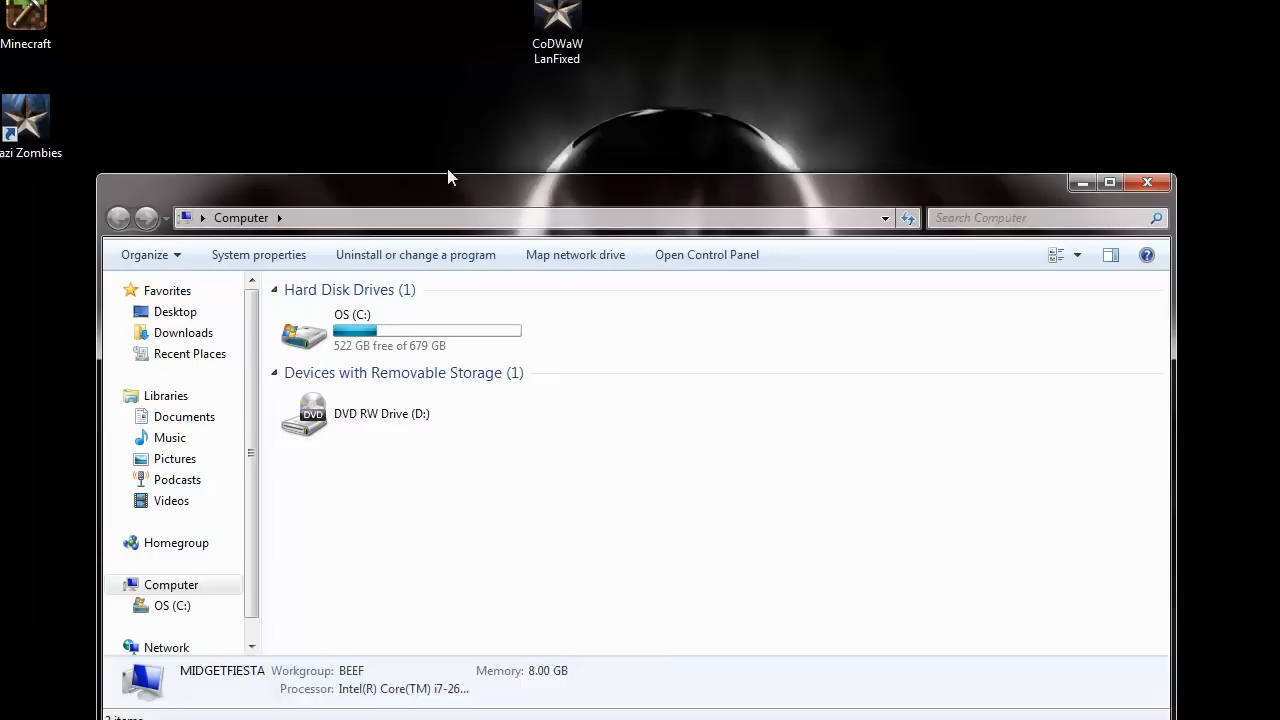 Minecraft
CoDWaW
LanFixed
azi Zombies
Computer
Search Computer
Organize
System properties
Uninstall or change a program
Map network drive
Open Control Panel
Favorites
Desktop
Downloads
Recent Places
Libraries
Documents
Music
Pictures
Podcasts
Videos
Homegroup
Computer
OS (C:)
Network
Hard Disk Drives (1)
OS (C:)
522 GB free of 679 GB
Devices with Removable Storage (1)
DVD
DVD RW Drive (D:)
MIDGETFIESTA Workgroup: BEEF Memory: 8.00 GB
Processor: Intel(R) Core(TM) i7-26...
2 items